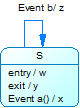 Event b/ z
S
entry / w
exit / y
Event a() / x